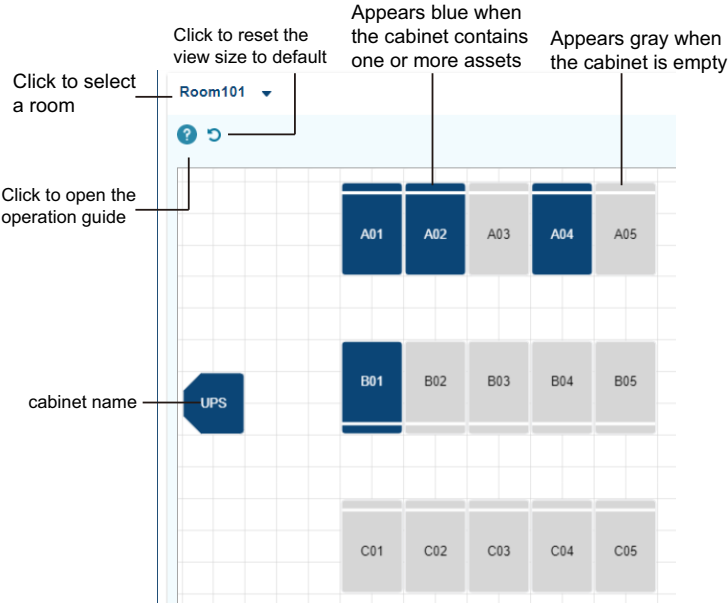 Click to reset the
view size to default
Appears blue when
the cabinet contains
one or more assets
Appears gray when
the cabinet is empty
Click to select
a room
Room101
?
Click to open the
operation guide
A01 A02 A03 A04 A05
cabinet name
UPS
B01 B02 B03 B04 B05
C01 C02 C03 C04 C05